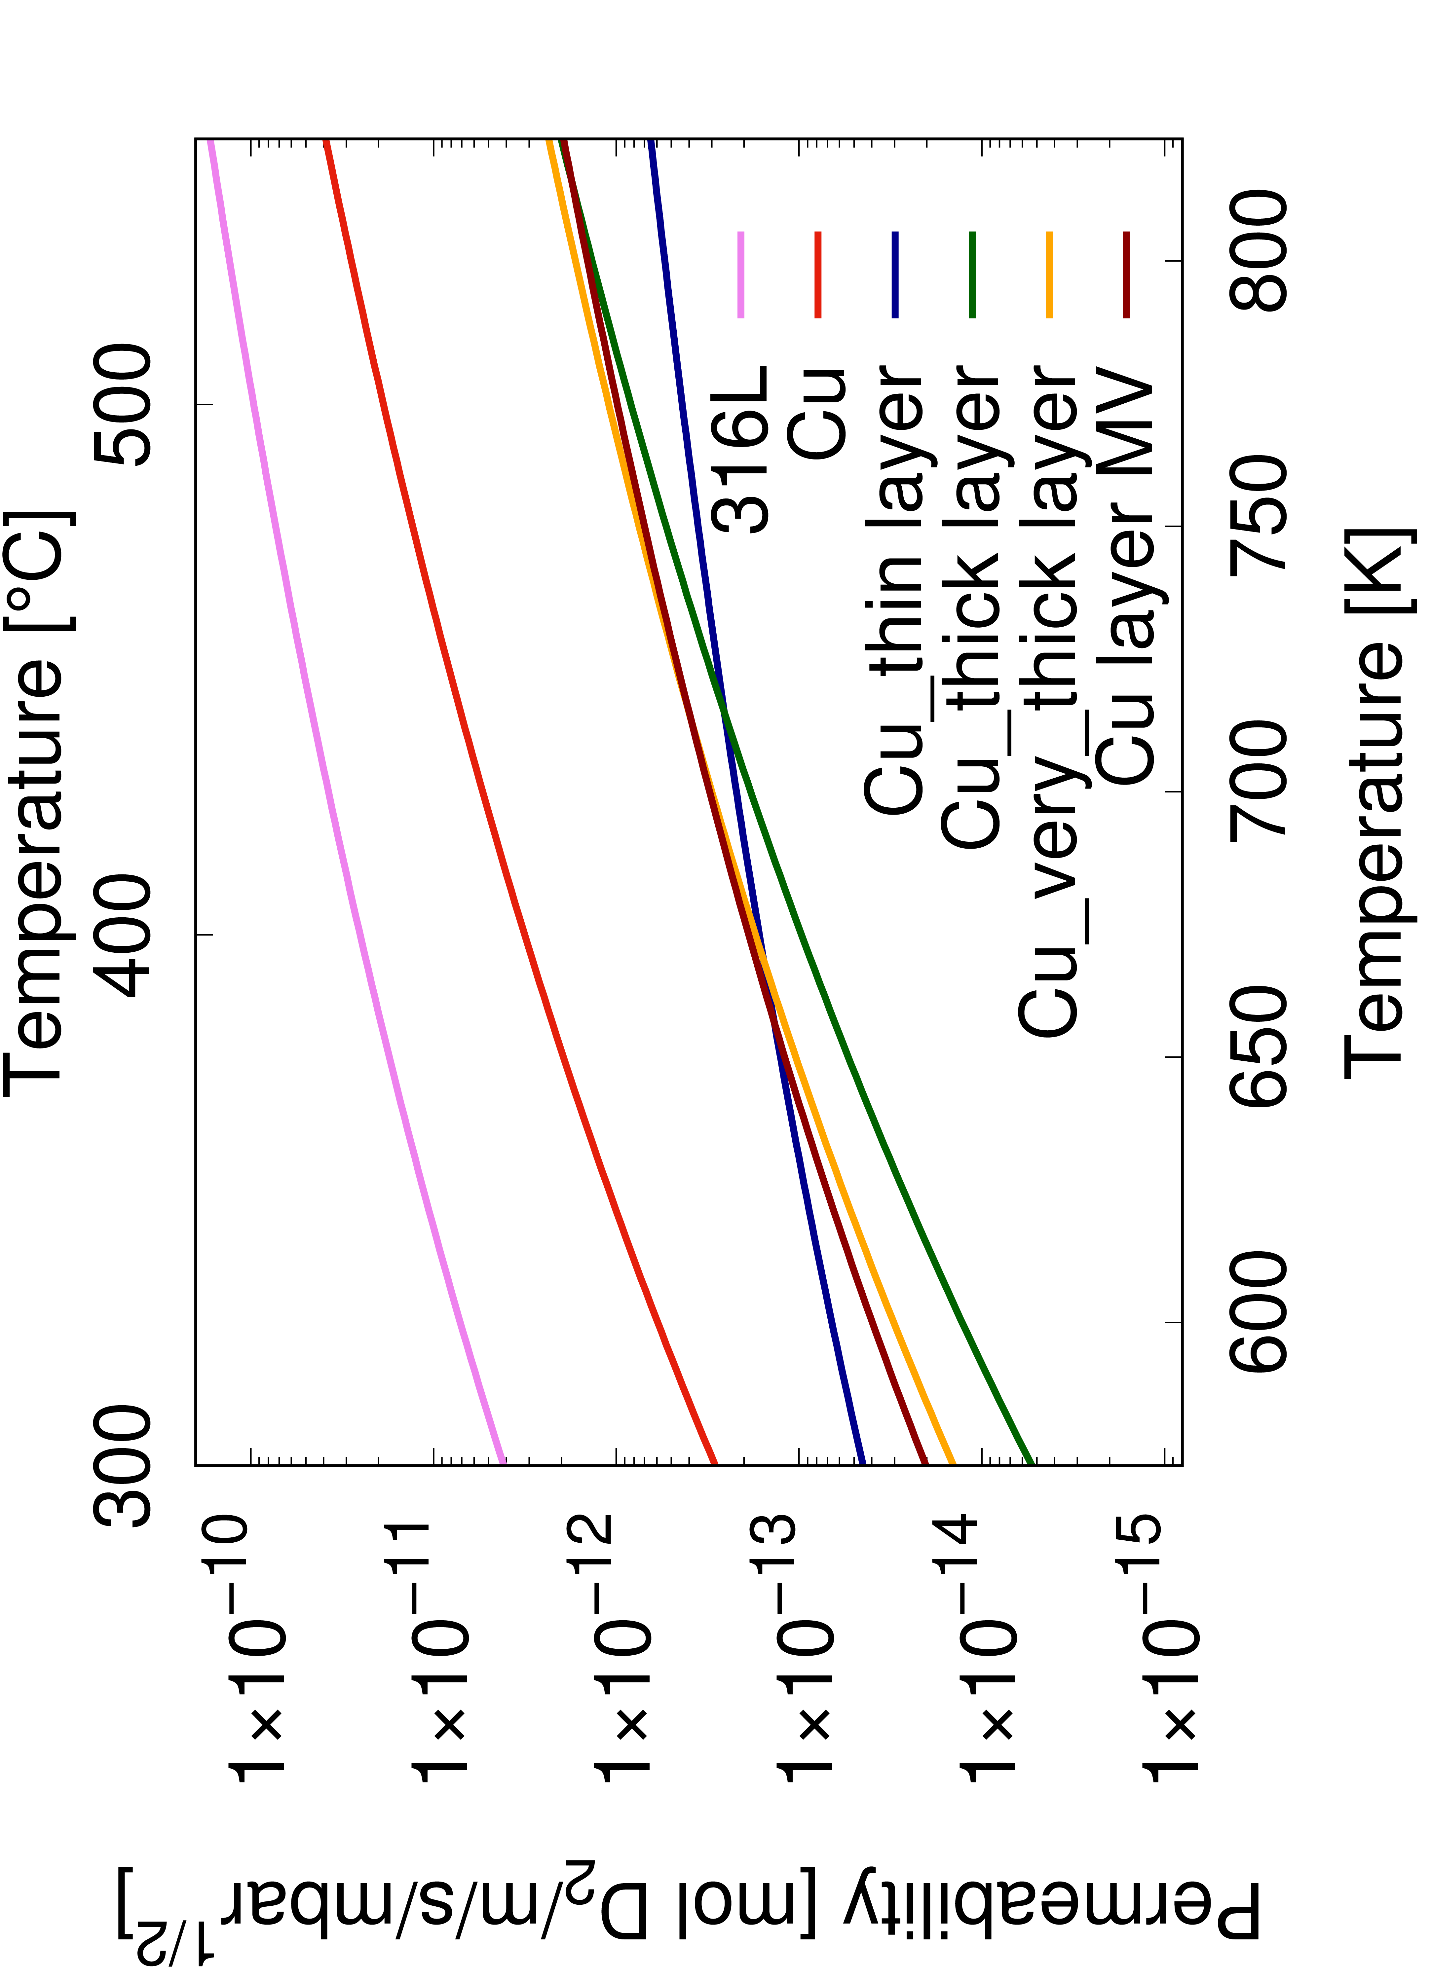 Temperature [°C]
300 400 500
1×10⁻¹⁰
1×10⁻¹¹
1×10⁻¹²
1×10⁻¹³
1×10⁻¹⁴
1×10⁻¹⁵
Permeability [mol D₂/m/s/mbar¹/²]
316L
Cu
Cu_thin layer
Cu_thick layer
Cu_very_thick layer
Cu layer MV
600 650 700 750 800
Temperature [K]